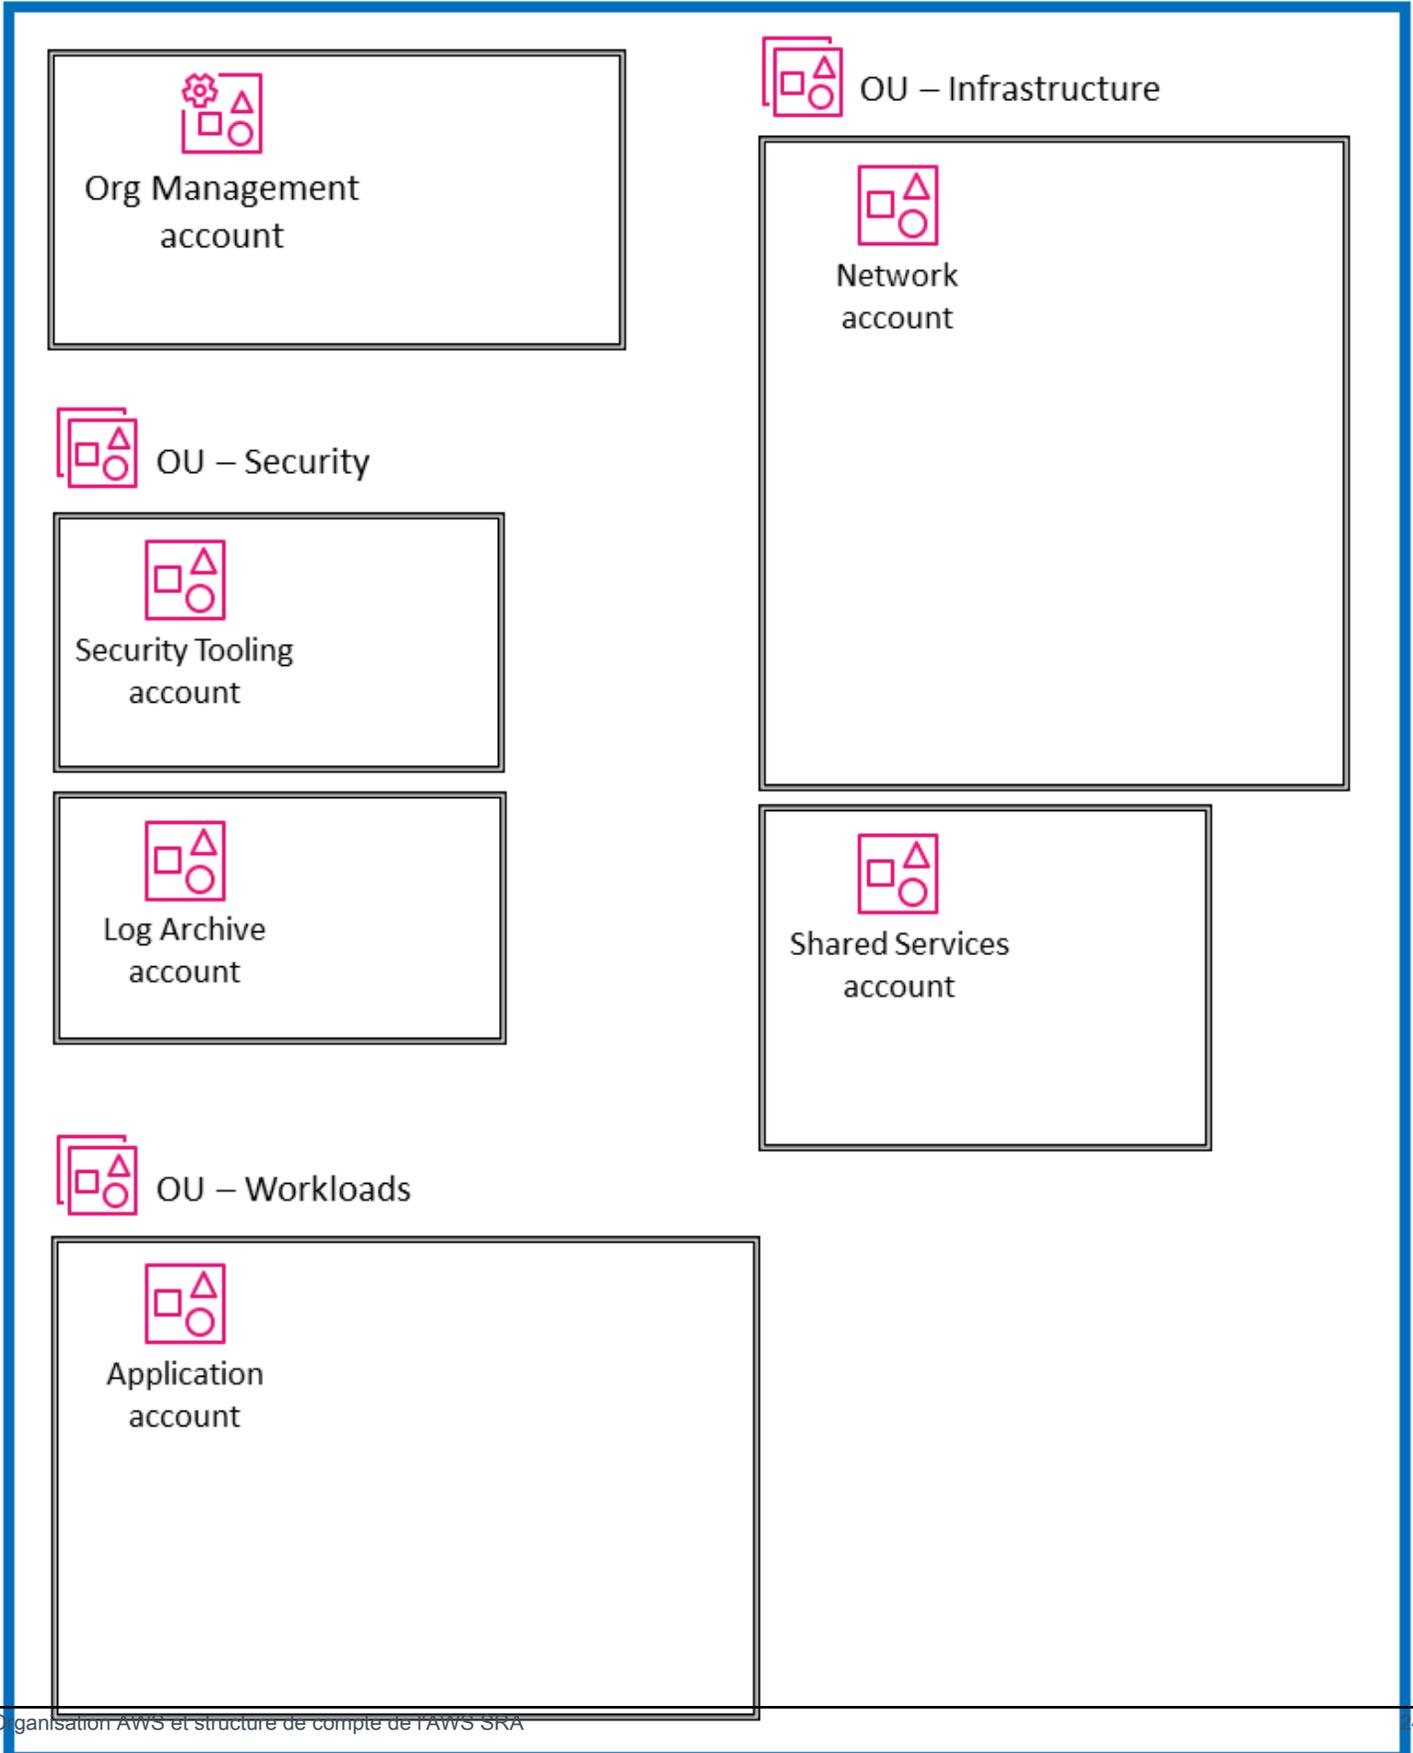 Org Management
account
OU – Security
Security Tooling
account
Log Archive
account
OU – Workloads
Application
account
OU – Infrastructure
Network
account
Shared Services
account
Organisation AWS et structure de compte de l'AWS SRA